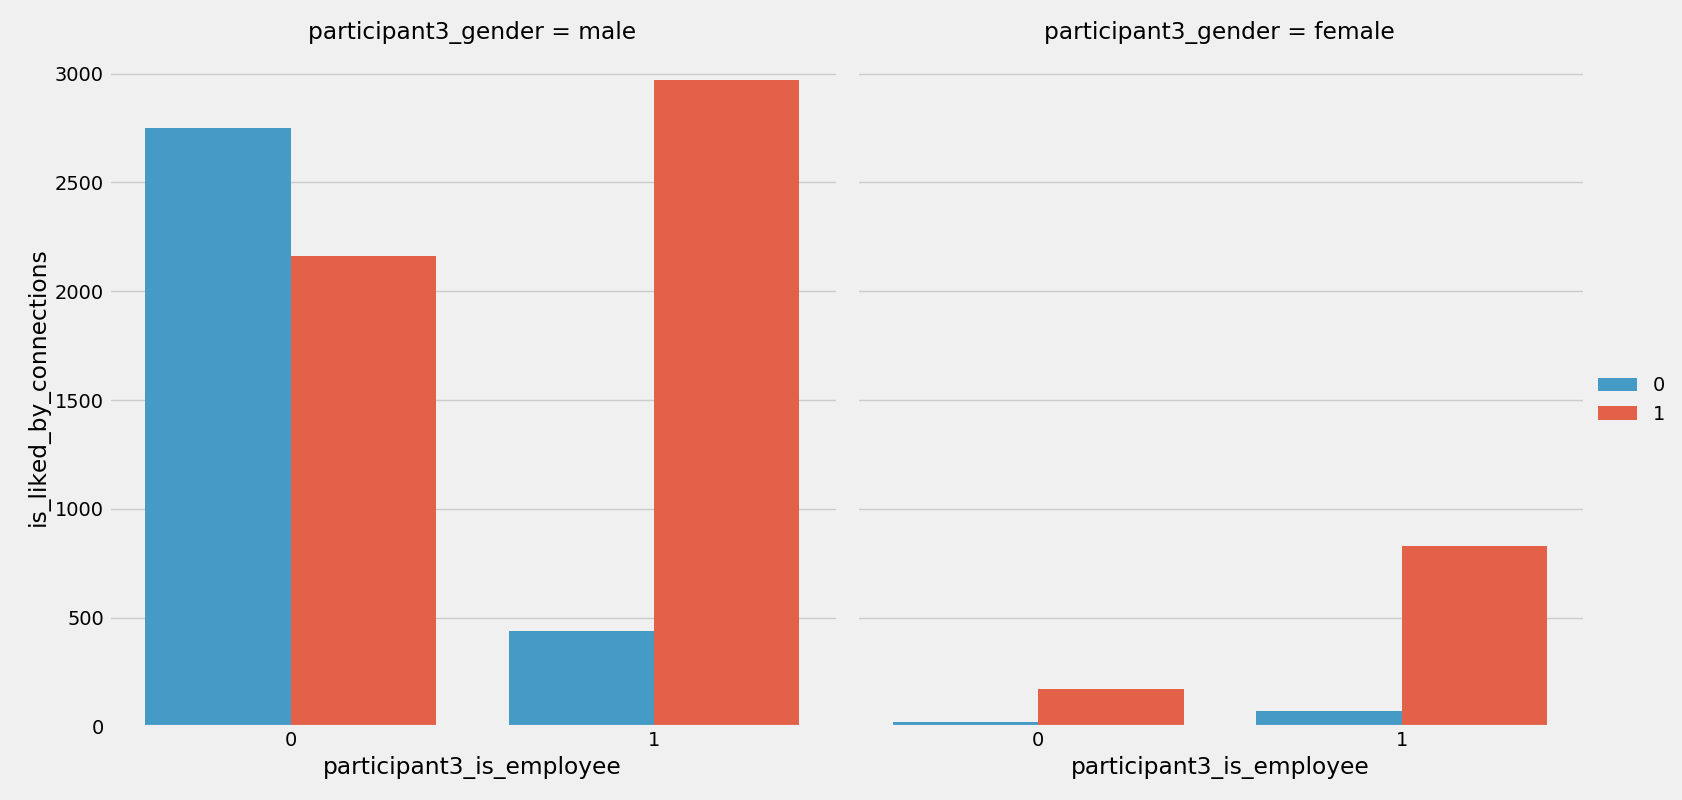 participant3_gender = male
participant3_gender = female
is_liked_by_connections
3000
2500
2000
1500
1000
500
0
0 1
0 1
participant3_is_employee
participant3_is_employee
0
1